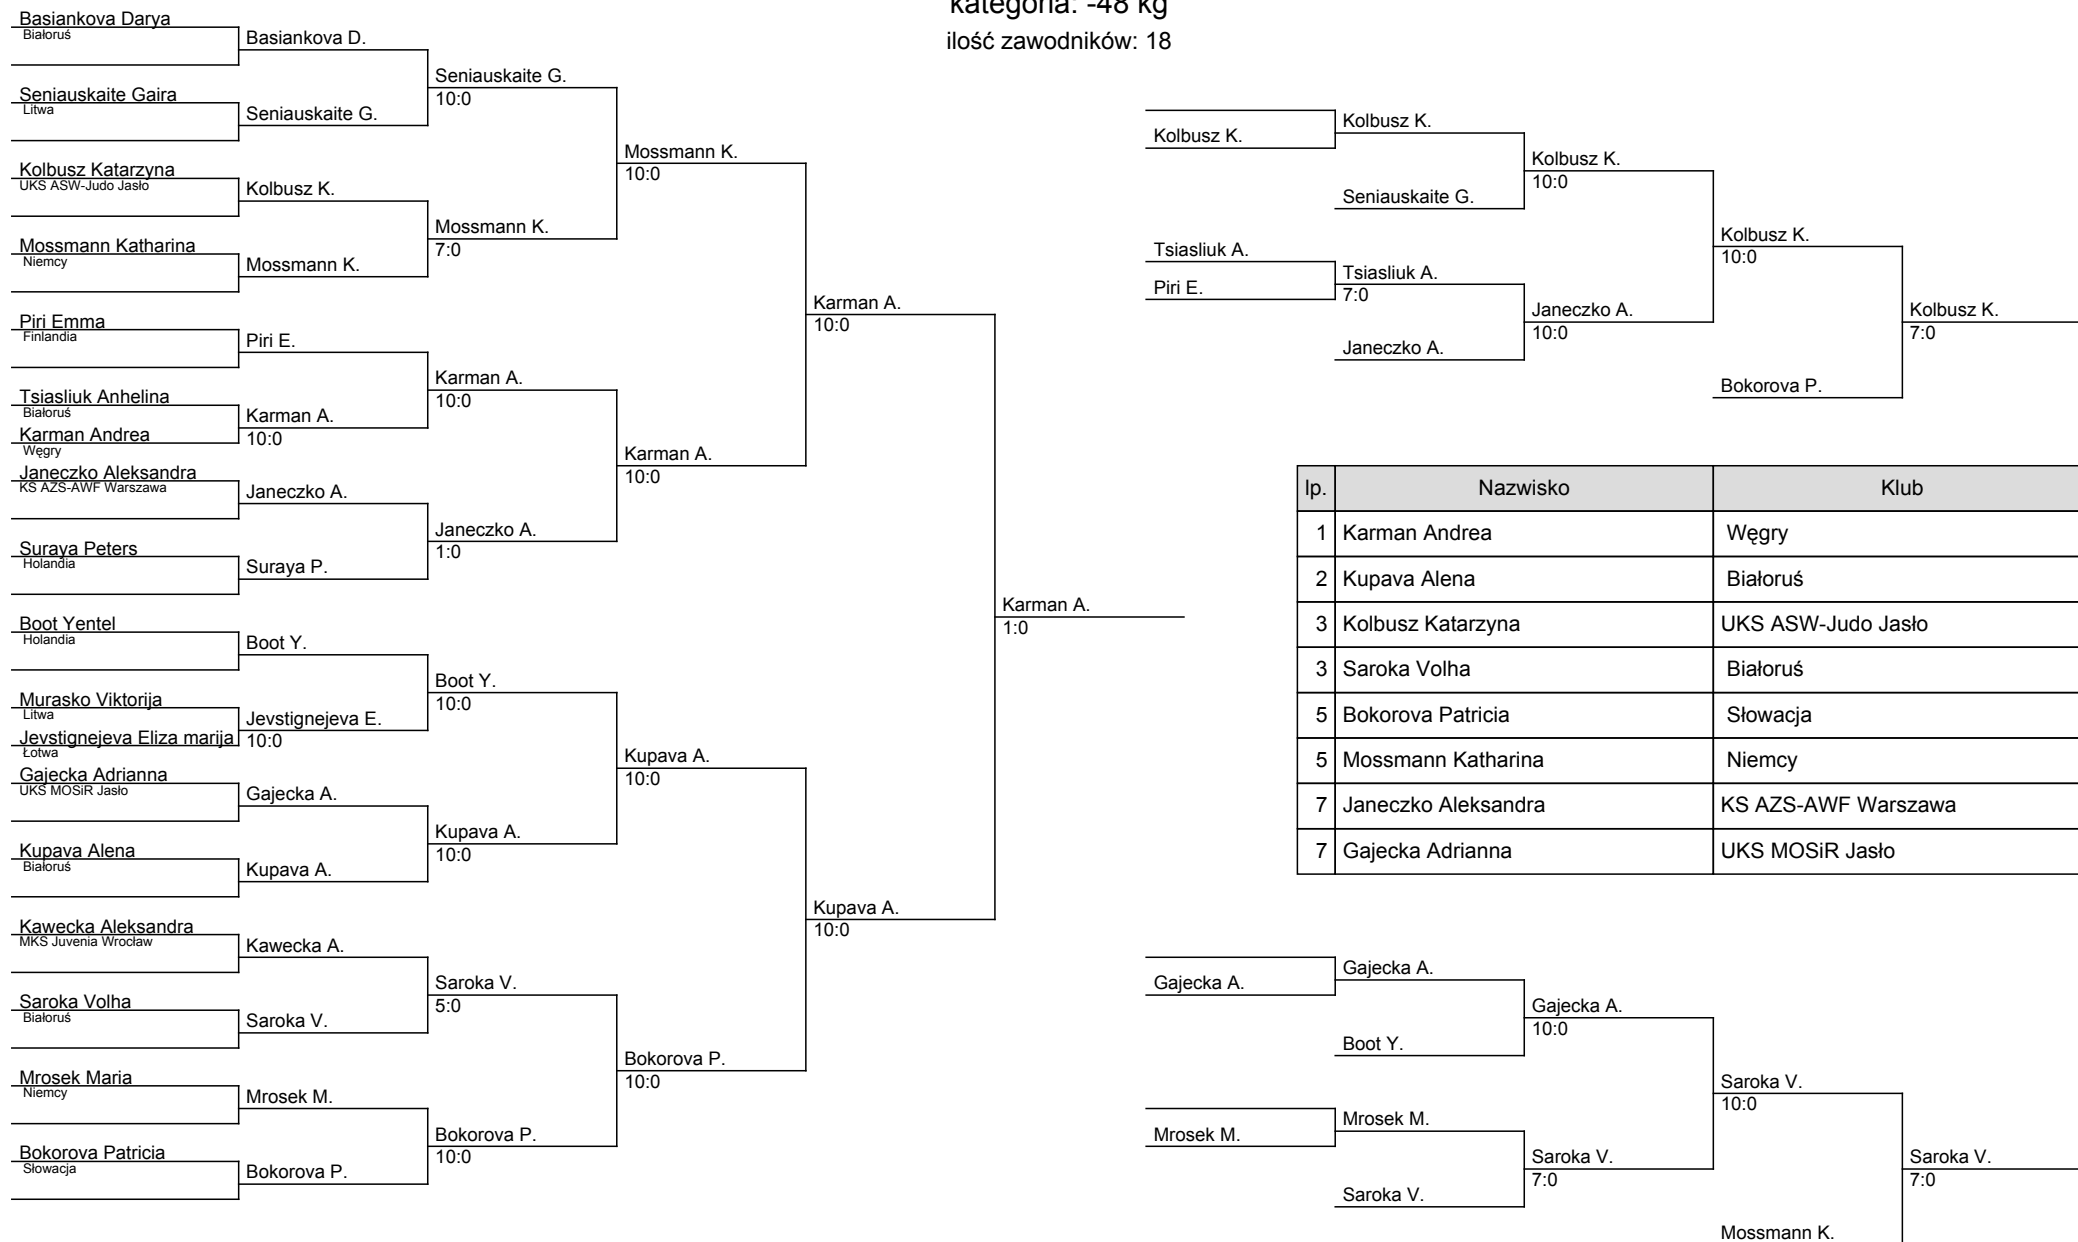 kategoria: -48 kg
ilość zawodników: 18
Basiankova Darya
Białoruś
Basiankova D.
Seniauskaite G.
10:0
Seniauskaite Gaira
Litwa
Seniauskaite G.
Mossmann K.
10:0
Kolbusz Katarzyna
UKS ASW-Judo Jasło
Kolbusz K.
Mossmann K.
7:0
Mossmann Katharina
Niemcy
Mossmann K.
Karman A.
10:0
Piri Emma
Finlandia
Piri E.
Karman A.
10:0
Tsiasliuk Anhelina
Białoruś
Karman A.
10:0
Karman Andrea
Węgry
Karman A.
10:0
Janeczko Aleksandra
KS AZS-AWF Warszawa
Janeczko A.
Janeczko A.
1:0
Suraya Peters
Holandia
Suraya P.
Karman A.
1:0
Boot Yentel
Holandia
Boot Y.
Boot Y.
10:0
Murasko Viktorija
Litwa
Jevstignejeva E.
10:0
Jevstignejeva Eliza marija
Łotwa
Kupava A.
10:0
Gajecka Adrianna
UKS MOSiR Jasło
Gajecka A.
Kupava A.
10:0
Kupava Alena
Białoruś
Kupava A.
Kupava A.
10:0
Kawecka Aleksandra
MKS Juvenia Wrocław
Kawecka A.
Saroka V.
5:0
Saroka Volha
Białoruś
Saroka V.
Bokorova P.
10:0
Mrosek Maria
Niemcy
Mrosek M.
Bokorova P.
10:0
Bokorova Patricia
Słowacja
Bokorova P.
Kolbusz K.
Kolbusz K.
Kolbusz K.
10:0
Seniauskaite G.
Kolbusz K.
10:0
Tsiasliuk A.
Tsiasliuk A.
7:0
Piri E.
Janeczko A.
10:0
Janeczko A.
Kolbusz K.
7:0
Bokorova P.
lp. Nazwisko Klub
1 Karman Andrea Węgry
2 Kupava Alena Białoruś
3 Kolbusz Katarzyna UKS ASW-Judo Jasło
3 Saroka Volha Białoruś
5 Bokorova Patricia Słowacja
5 Mossmann Katharina Niemcy
7 Janeczko Aleksandra KS AZS-AWF Warszawa
7 Gajecka Adrianna UKS MOSiR Jasło
Gajecka A.
Gajecka A.
Gajecka A.
10:0
Boot Y.
Saroka V.
10:0
Mrosek M.
Mrosek M.
Saroka V.
7:0
Saroka V.
Saroka V.
7:0
Mossmann K.